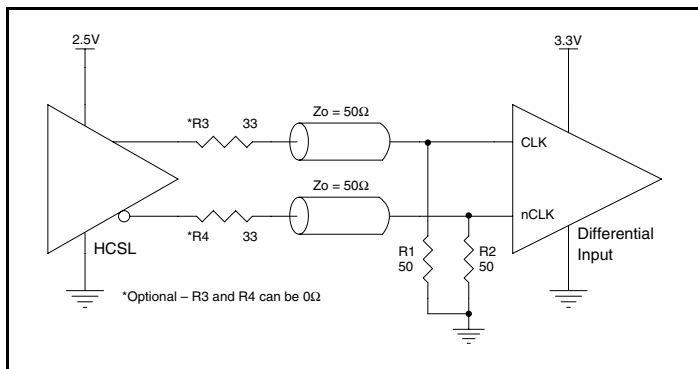 2.5V
3.3V
*R3 33
Zo = 50Ω
CLK
Zo = 50Ω
nCLK
*R4 33
HCSL
R1
50
R2
50
Differential
Input
*Optional – R3 and R4 can be 0Ω